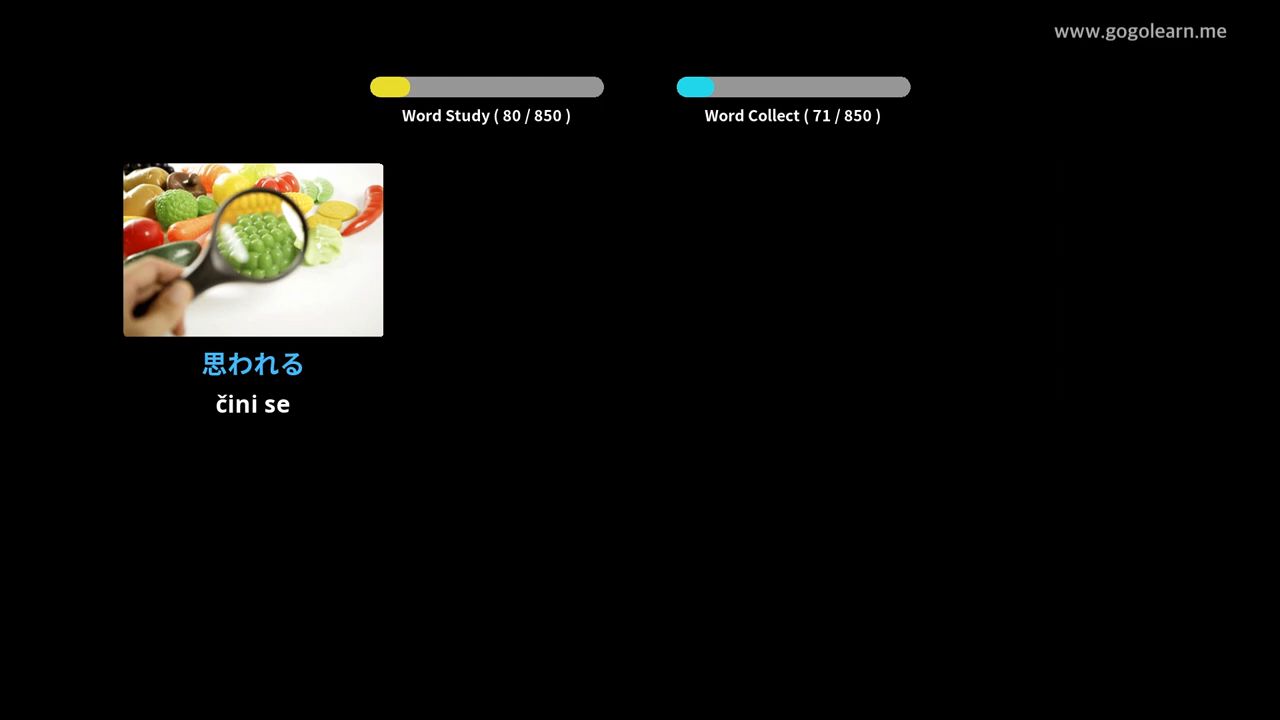 www.gogolearn.me
Word Study ( 80 / 850 )
Word Collect ( 71 / 850 )
思われる
čini se